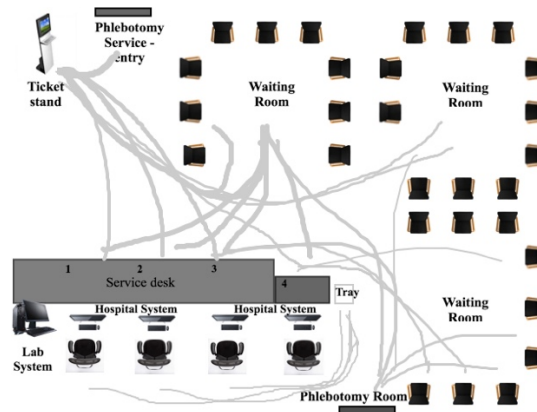 Phlebotomy
Service -
entry
Ticket
stand
Waiting
Room
Waiting
Room
1 2 3
Service desk
4
Tray
Hospital System Hospital System
Lab
System
Waiting
Room
Phlebotomy Room